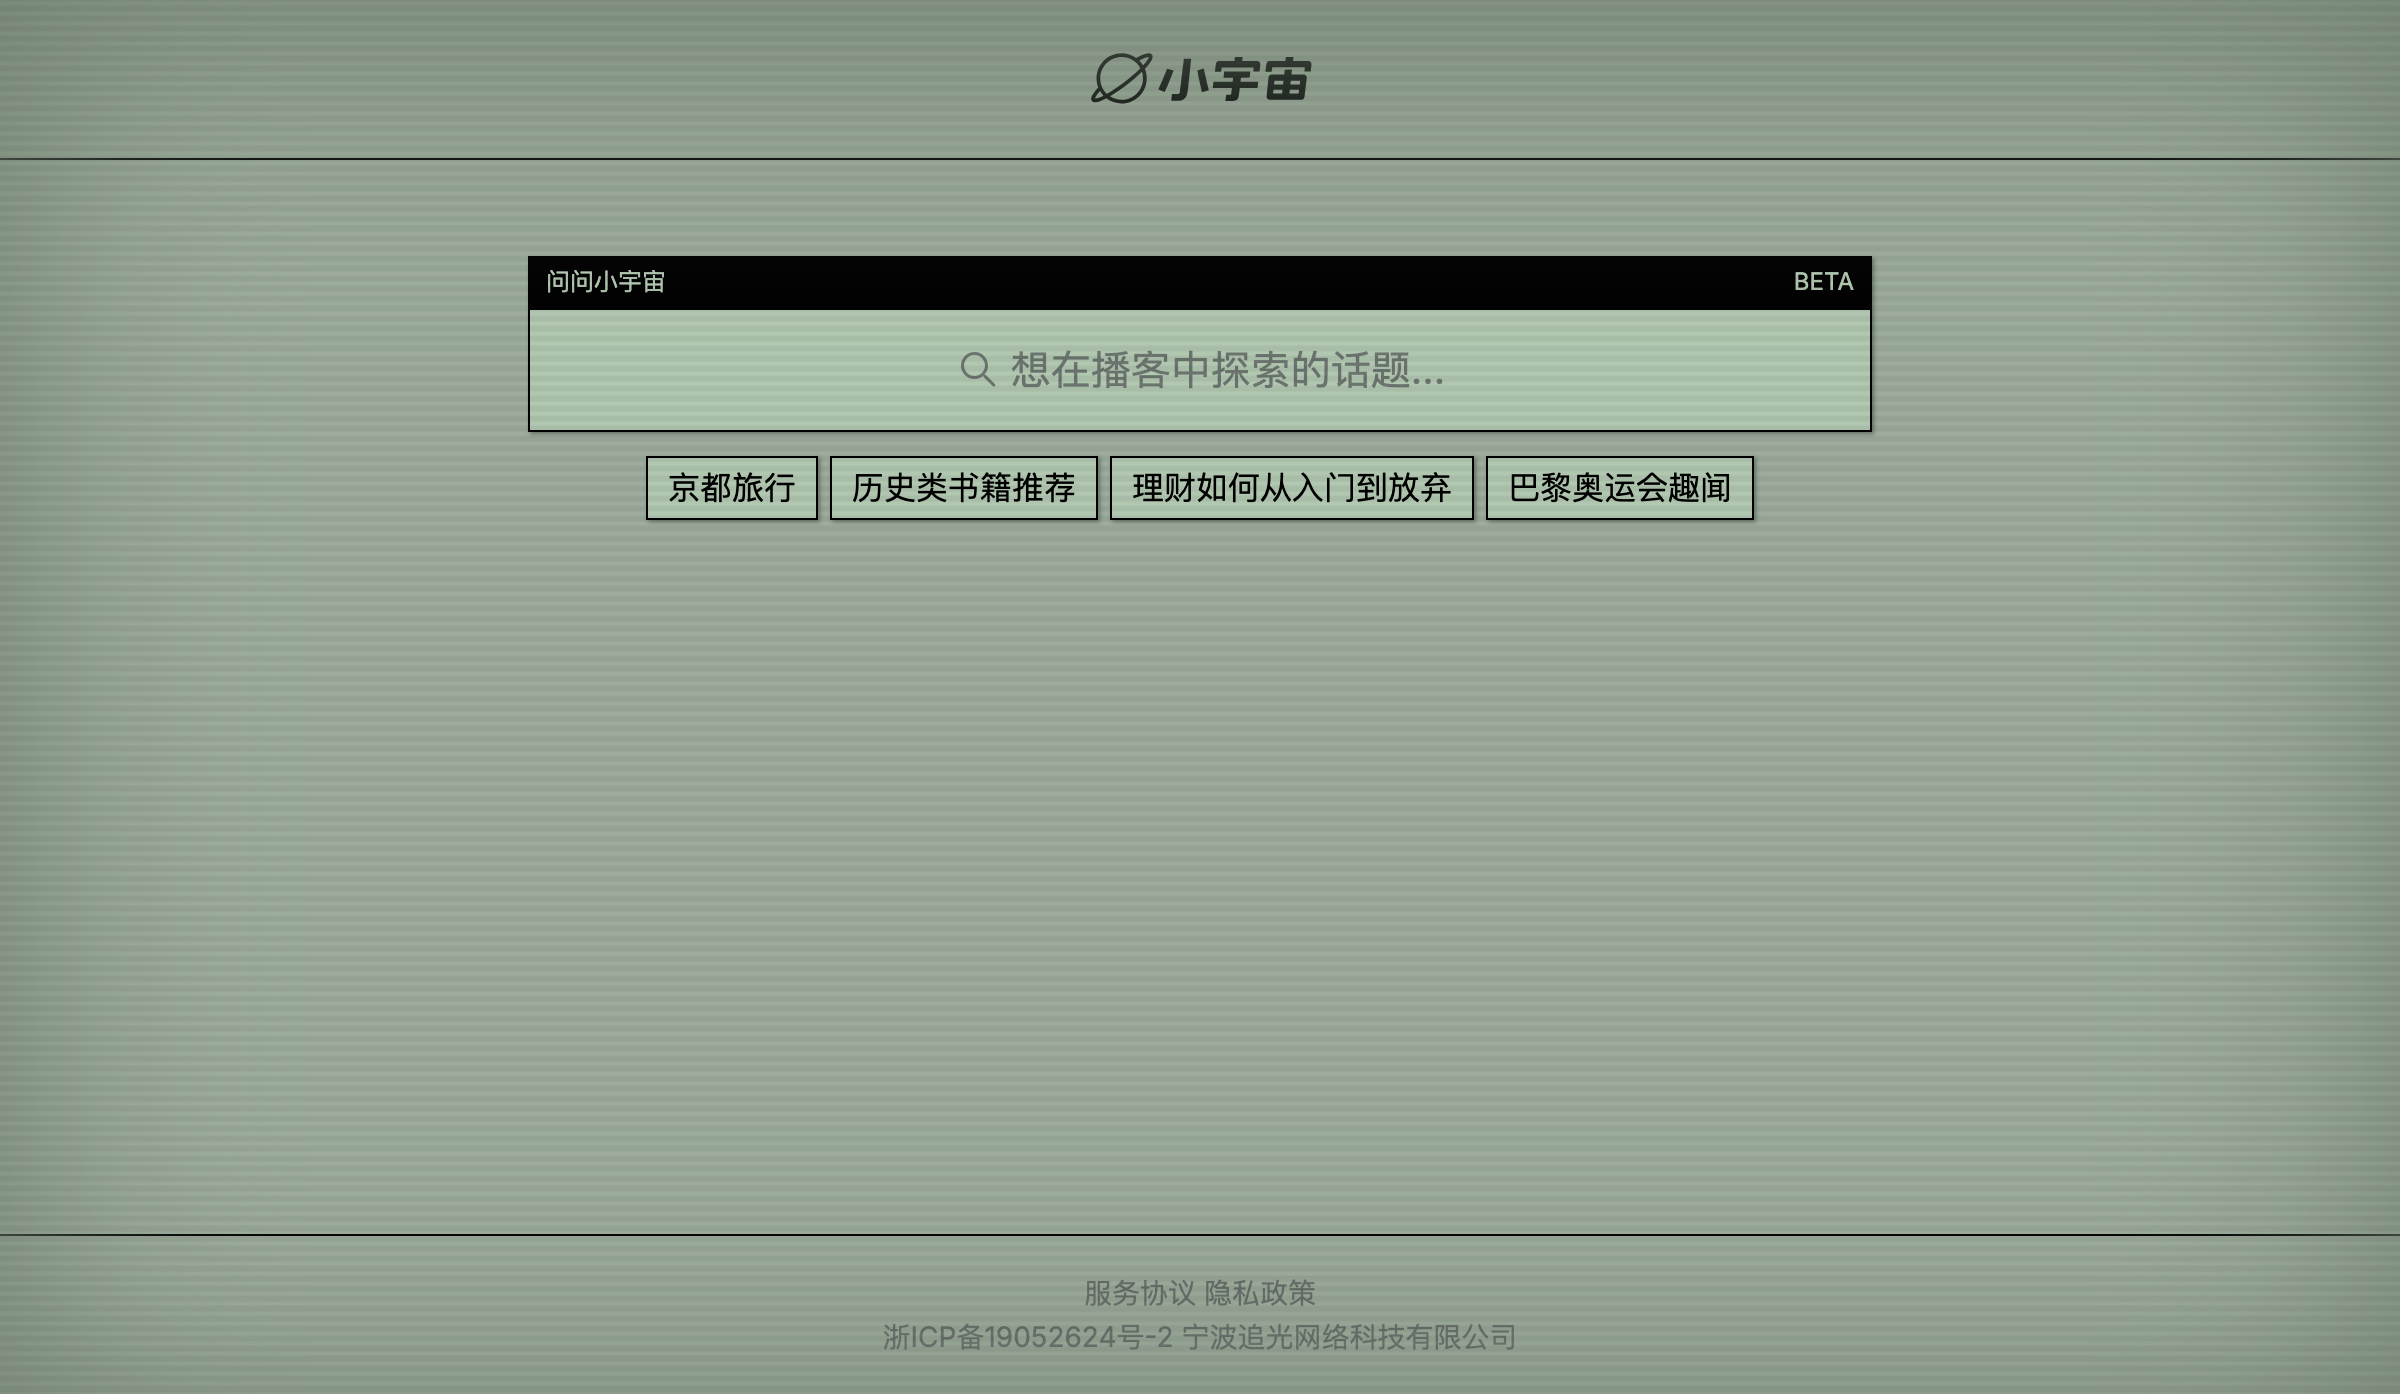 小宇宙
问问小宇宙 BETA
想在播客中探索的话题...
京都旅行 历史类书籍推荐 理财如何从入门到放弃 巴黎奥运会趣闻
服务协议 隐私政策
浙ICP备19052624号-2 宁波追光网络科技有限公司